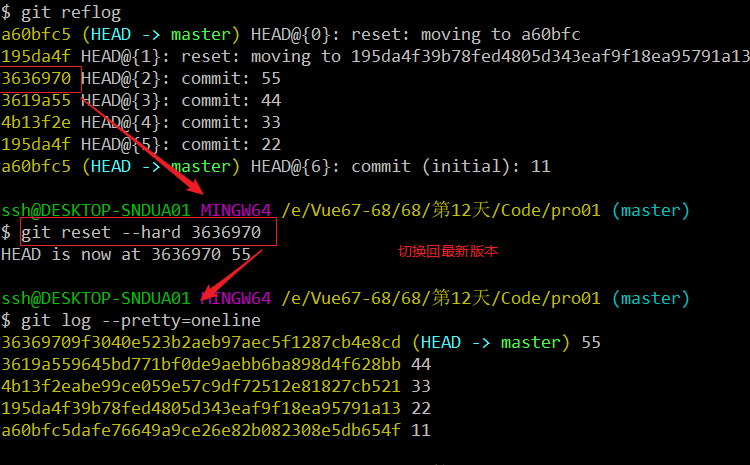 $ git reflog
a60bfc5 (HEAD -> master) HEAD@{0}: reset: moving to a60bfc
195da4f HEAD@{1}: reset: moving to 195da4f39b78fed4805d343eaf9f18ea95791a13
3636970 HEAD@{2}: commit: 55
3619a55 HEAD@{3}: commit: 44
4b13f2e HEAD@{4}: commit: 33
195da4f HEAD@{5}: commit: 22
a60bfc5 (HEAD -> master) HEAD@{6}: commit (initial): 11
ssh@DESKTOP-SNDUA01 MINGW64 /e/Vue67-68/68/第12天/Code/pro01 (master)
$ git reset --hard 3636970
HEAD is now at 3636970 55
切换回最新版本
ssh@DESKTOP-SNDUA01 MINGW64 /e/Vue67-68/68/第12天/Code/pro01 (master)
$ git log --pretty=oneline
36369709f3040e523b2aeb97aec5f1287cb4e8cd (HEAD -> master) 55
3619a559645bd771bf0de9aebb6ba898d4f628bb 44
4b13f2eabe99ce059e57c9df72512e81827cb521 33
195da4f39b78fed4805d343eaf9f18ea95791a13 22
a60bfc5dafe76649a9ce26e82b082308e5db654f 11